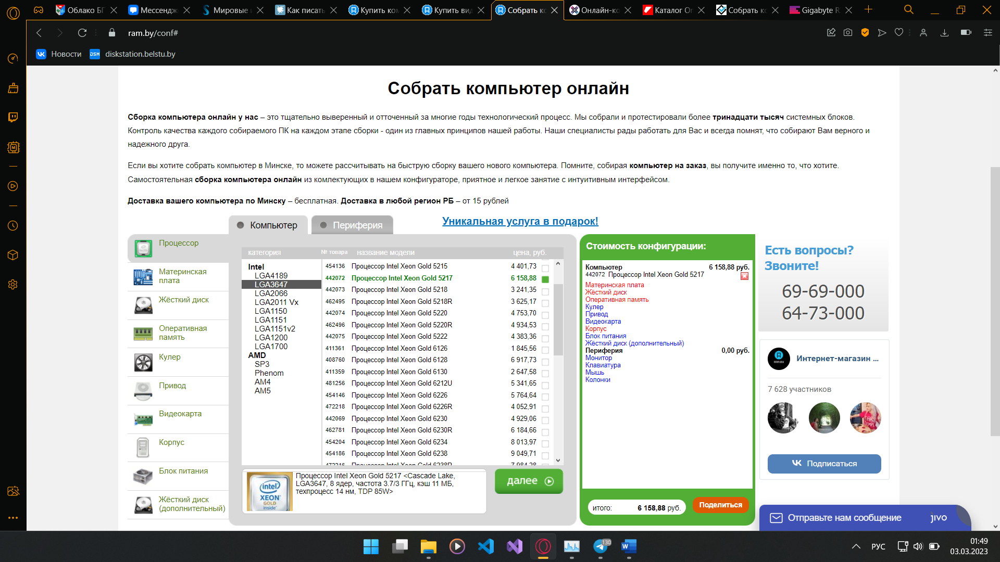 Облако БГ
Мессендж
Мировые
Как писать
Купить ко
Купить ви
Собрать к
Онлайн-ко
Каталог О
Собрать к
Gigabyte R
ram.by/conf#
Новости
DSM
diskstation.belstu.by
Собрать компьютер онлайн
Сборка компьютера онлайн у нас – это тщательно выверенный и отточенный за многие годы технологический процесс. Мы собрали и протестировали более тринадцати тысяч системных блоков.
Контроль качества каждого собираемого ПК на каждом этапе сборки - один из главных принципов нашей работы. Наши специалисты рады работать для Вас и всегда помнят, что собирают Вам верного и
надежного друга.
Если вы хотите собрать компьютер в Минске, то можете рассчитывать на быструю сборку вашего нового компьютера. Помните, собирая компьютер на заказ, вы получите именно то, что хотите.
Самостоятельная сборка компьютера онлайн из комлектующих в нашем конфигураторе, приятное и легкое занятие с интуитивным интерфейсом.
Доставка вашего компьютера по Минску – бесплатная. Доставка в любой регион РБ – от 15 рублей
Компьютер
Периферия
Уникальная услуга в подарок!
Процессор
Материнская
плата
Жёсткий диск
Оперативная
память
Кулер
Привод
Видеокарта
Корпус
Блок питания
Жёсткий диск
(дополнительный)
категория
№ товара
название модели
цена, руб.
Intel
LGA4189
LGA3647
LGA2066
LGA2011 Vx
LGA1150
LGA1151
LGA1151v2
LGA1200
LGA1700
AMD
SP3
Phenom
AM4
AM5
454136 Процессор Intel Xeon Gold 5215 4 401,73
442072 Процессор Intel Xeon Gold 5217 6 158,88
442073 Процессор Intel Xeon Gold 5218 3 241,35
462495 Процессор Intel Xeon Gold 5218R 3 625,17
442074 Процессор Intel Xeon Gold 5220 4 753,70
462496 Процессор Intel Xeon Gold 5220R 4 934,53
442075 Процессор Intel Xeon Gold 5222 4 383,36
411361 Процессор Intel Xeon Gold 6126 1 845,56
408760 Процессор Intel Xeon Gold 6128 6 917,73
411359 Процессор Intel Xeon Gold 6130 2 647,58
481256 Процессор Intel Xeon Gold 6212U 5 341,65
454146 Процессор Intel Xeon Gold 6226 5 764,64
472218 Процессор Intel Xeon Gold 6226R 4 052,91
442069 Процессор Intel Xeon Gold 6230 4 929,06
462781 Процессор Intel Xeon Gold 6230R 6 184,66
454204 Процессор Intel Xeon Gold 6234 8 013,97
454186 Процессор Intel Xeon Gold 6238 9 049,71
472216 Процессор Intel Xeon Gold 6238R 7 984,28
intel
XEON
GOLD
inside
Процессор Intel Xeon Gold 5217 <Cascade Lake,
LGA3647, 8 ядер, частота 3.7/3 ГГц, кэш 11 МБ,
техпроцесс 14 нм, TDP 85W>
далее
Стоимость конфигурации:
Компьютер 6 158,88 руб.
442072 Процессор Intel Xeon Gold 5217
Материнская плата
Жёсткий диск
Оперативная память
Кулер
Привод
Видеокарта
Корпус
Блок питания
Жёсткий диск (дополнительный)
Периферия 0,00 руб.
Монитор
Клавиатура
Мышь
Колонки
итого: 6 158,88 руб.
Поделиться
Есть вопросы?
Звоните!
69-69-000
64-73-000
Интернет-магазин ...
7 628 участников
Подписаться
Отправьте нам сообщение
jivo
130
РУС
01:49
03.03.2023